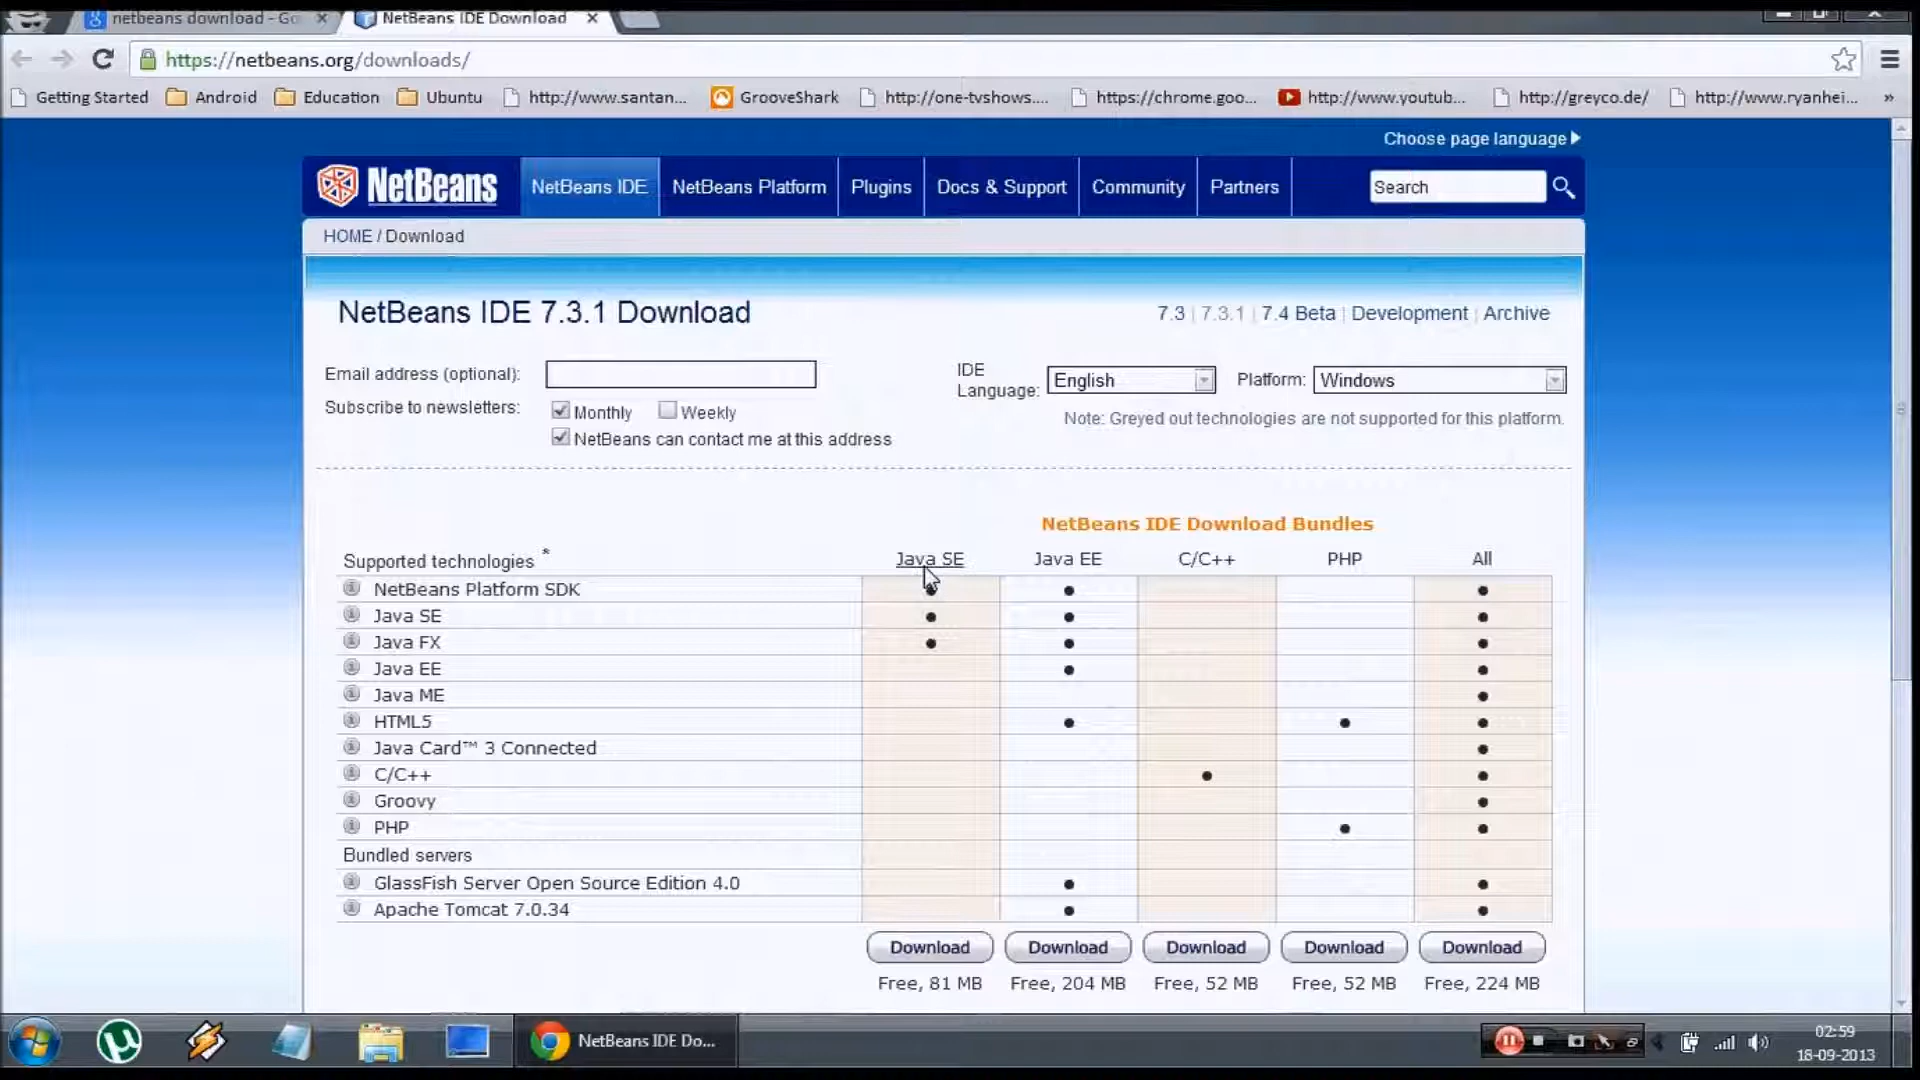 netbeans download - Go
NetBeans IDE Download
https://netbeans.org/downloads/
Getting Started Android Education Ubuntu http://www.santan... GrooveShark http://one-tvshows.... https://chrome.goo... http://www.youtub... http://greyco.de/ http://www.ryanhei... »
Choose page language
NetBeans NetBeans IDE NetBeans Platform Plugins Docs & Support Community Partners Search
HOME / Download
NetBeans IDE 7.3.1 Download
7.3 | 7.3.1 | 7.4 Beta | Development | Archive
Email address (optional):
Subscribe to newsletters: Monthly Weekly
NetBeans can contact me at this address
IDE
Language: English Platform: Windows
Note: Greyed out technologies are not supported for this platform.
NetBeans IDE Download Bundles
Supported technologies * Java SE Java EE C/C++ PHP All
NetBeans Platform SDK
Java SE
Java FX
Java EE
Java ME
HTML5
Java Card™ 3 Connected
C/C++
Groovy
PHP
Bundled servers
GlassFish Server Open Source Edition 4.0
Apache Tomcat 7.0.34
Download Download Download Download Download
Free, 81 MB Free, 204 MB Free, 52 MB Free, 52 MB Free, 224 MB
NetBeans IDE Do...
02:59
18-09-2013